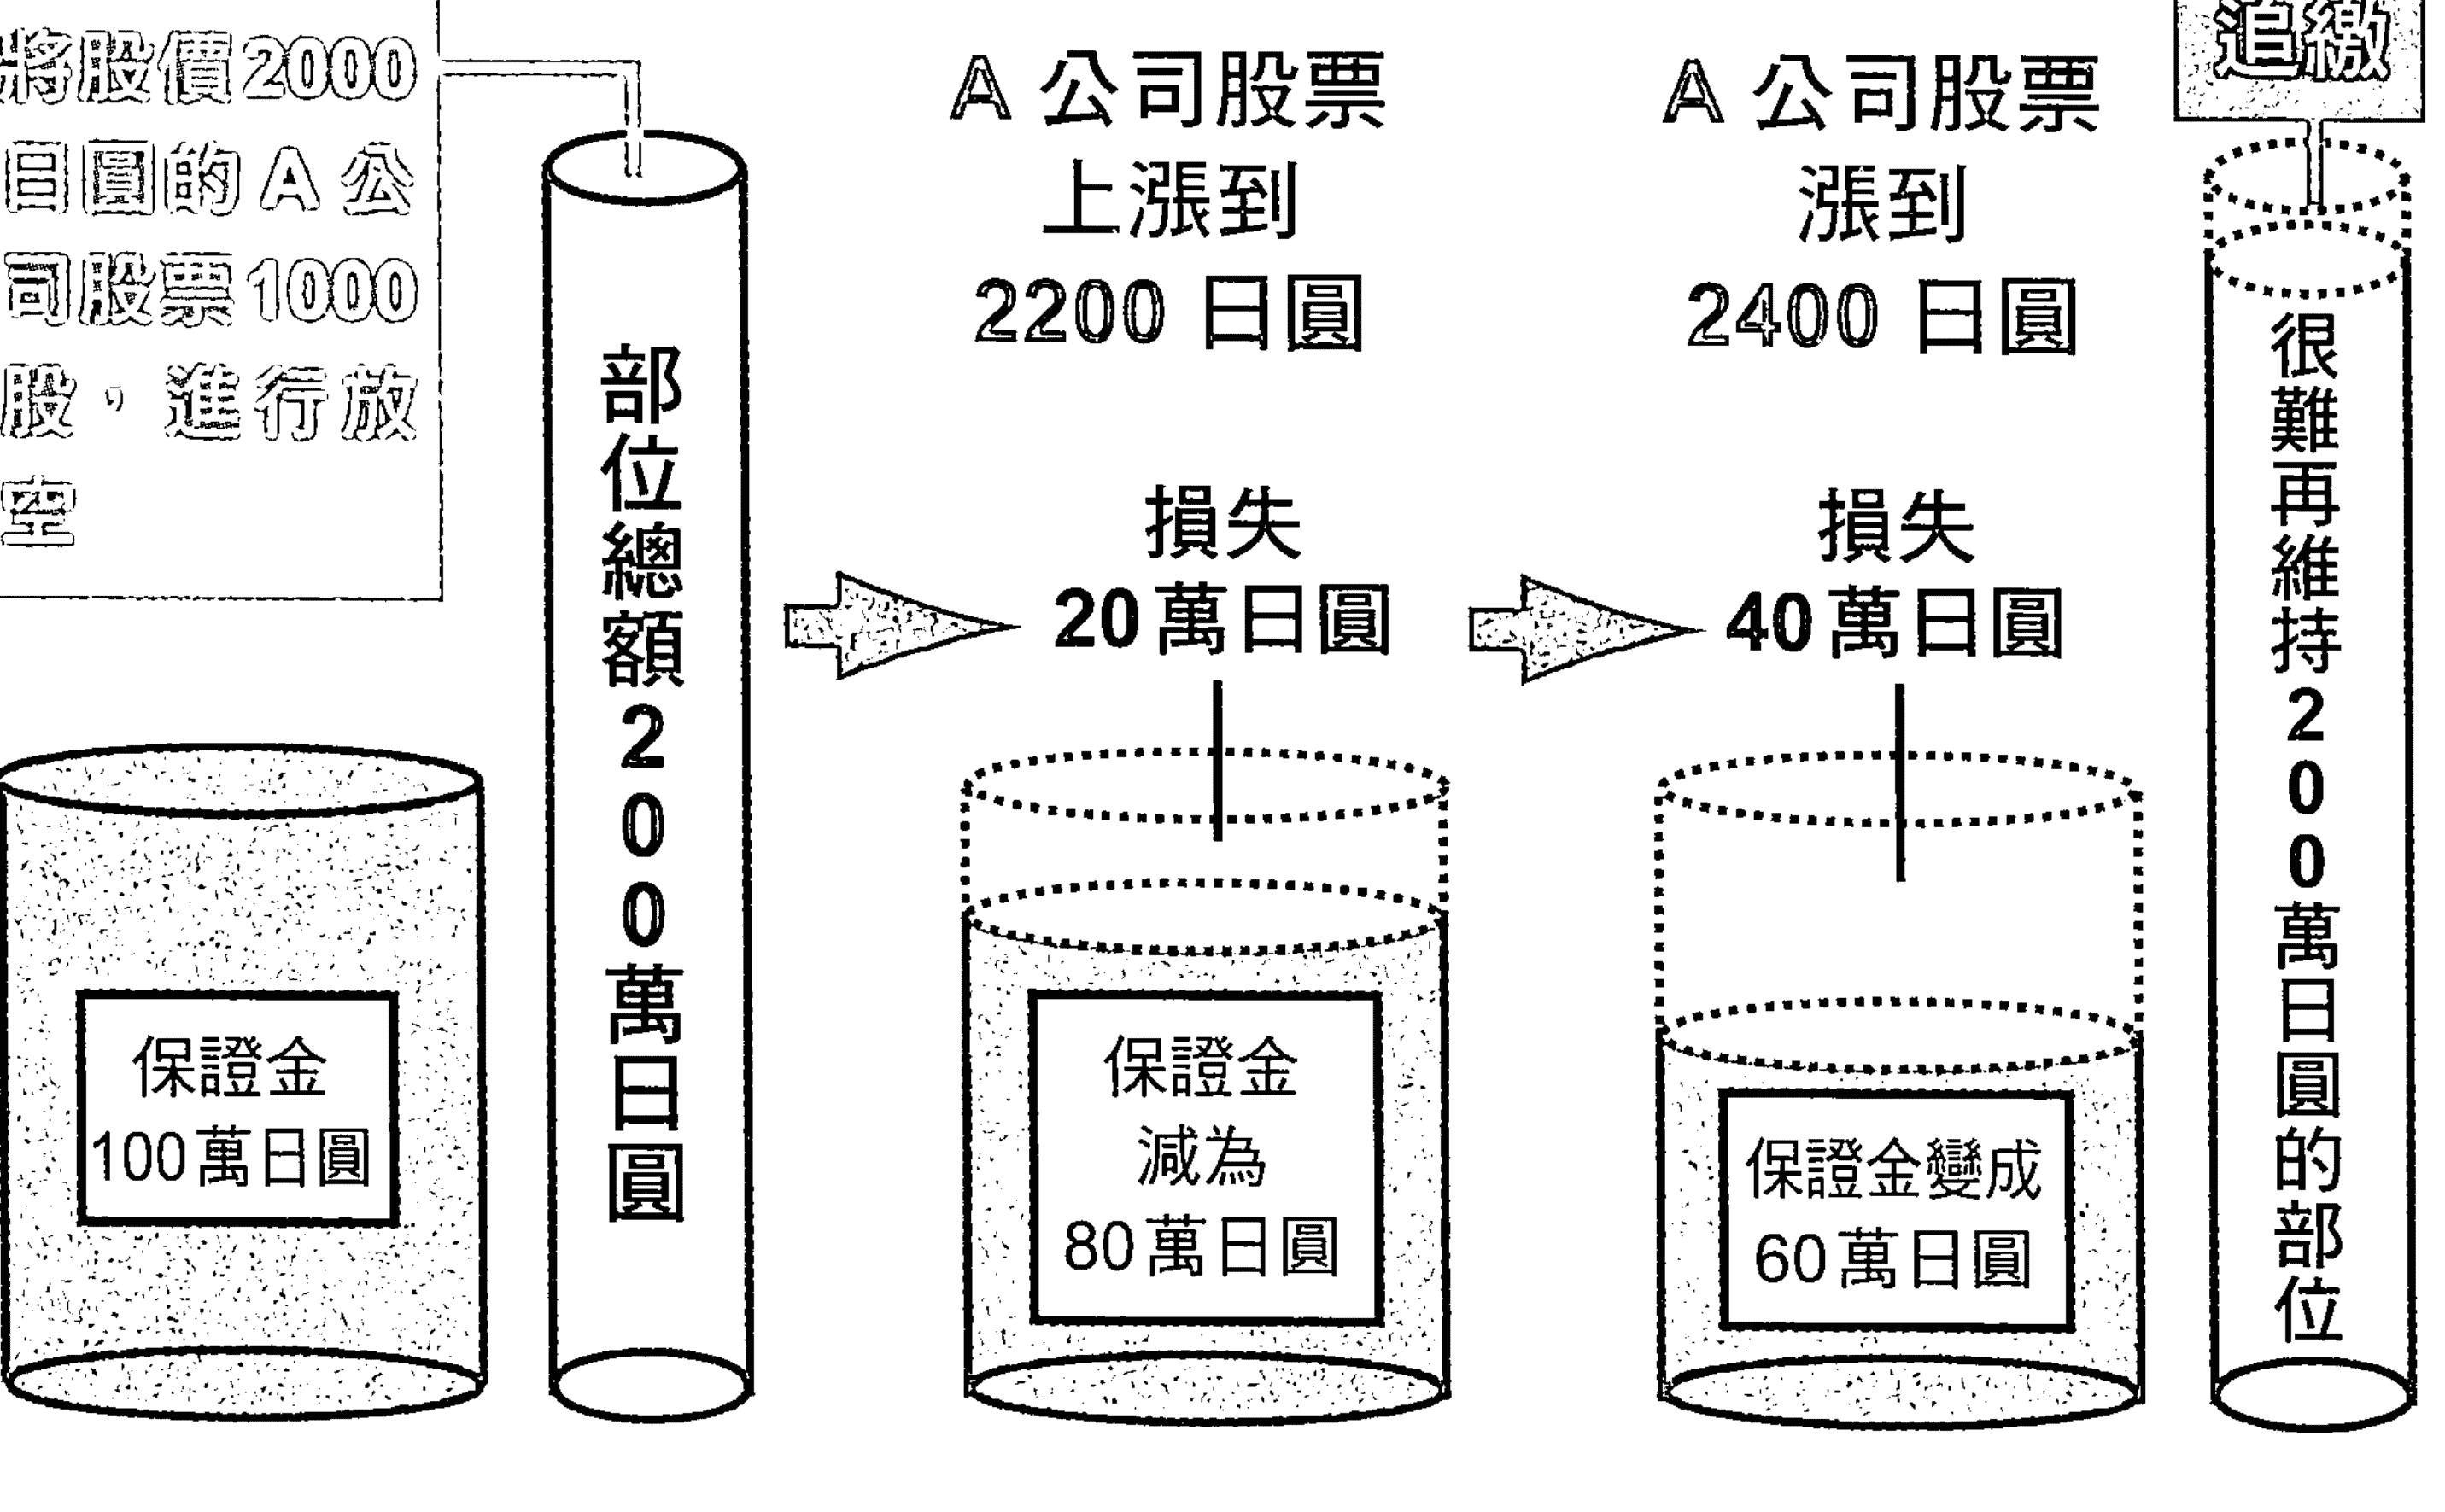 將股價2000
日圓的A公
司股票1000
股，進行放
空
部位總額200萬日圓
保證金
100萬日圓
A公司股票
上漲到
2200日圓
損失
20萬日圓
保證金
減為
80萬日圓
A公司股票
漲到
2400日圓
損失
40萬日圓
保證金變成
60萬日圓
追繳
很難再維持200萬日圓的部位